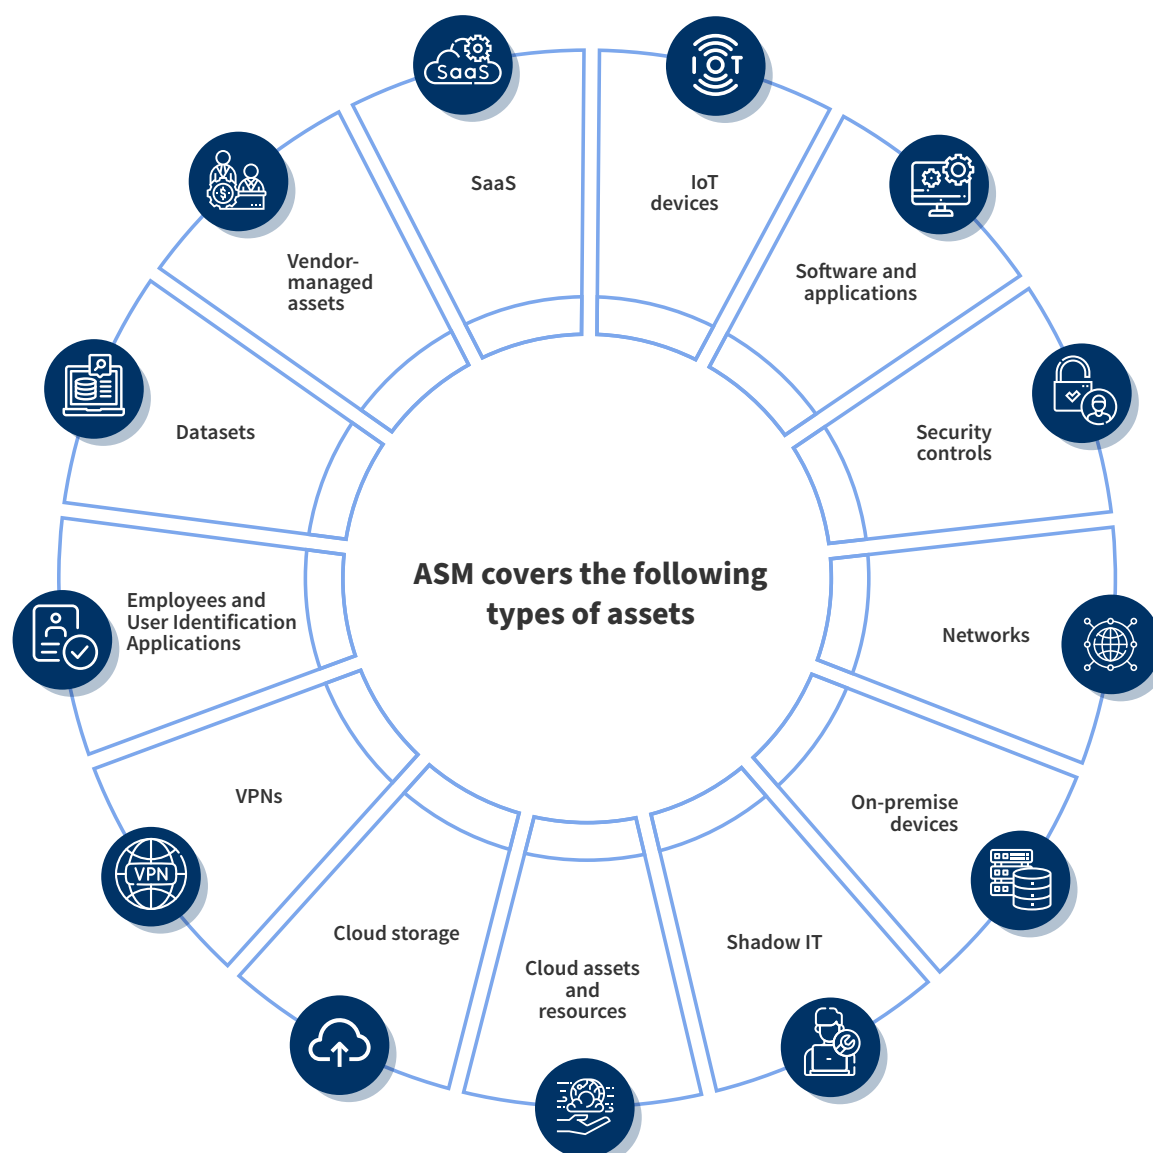 SaaS
SaaS
IOT
IoT
devices
Software and
applications
Security
controls
Networks
On-premise
devices
Shadow IT
Cloud assets
and
resources
Cloud storage
VPN
VPNs
Employees and
User Identification
Applications
Datasets
Vendor-
managed
assets
ASM covers the following
types of assets